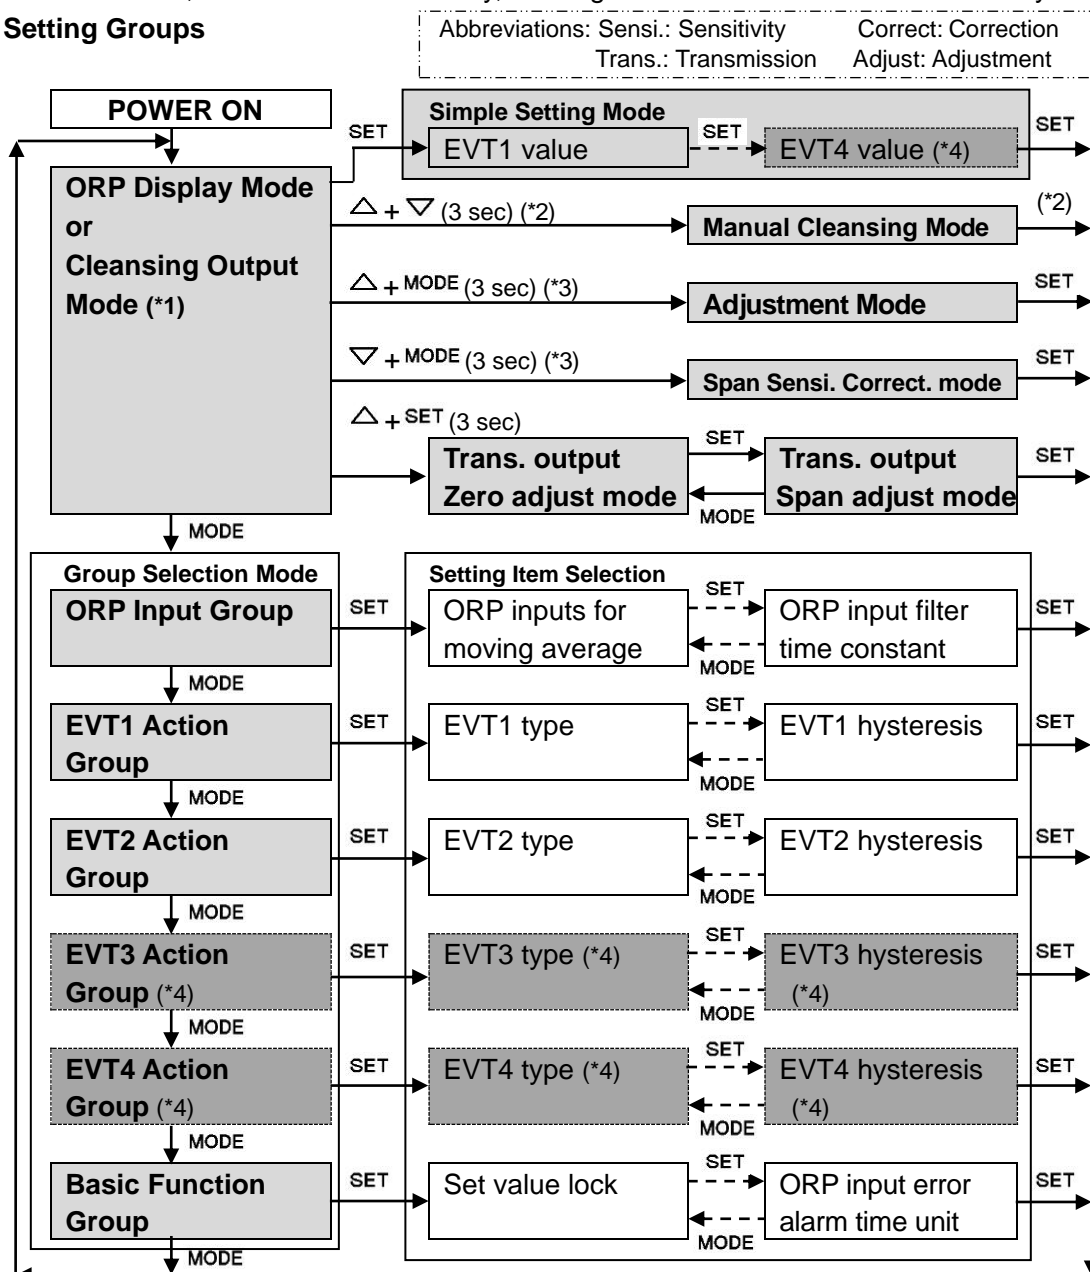 Setting Groups
Abbreviations: Sensi.: Sensitivity Correct: Correction
Trans.: Transmission Adjust: Adjustment
POWER ON
SET
Simple Setting Mode
EVT1 value
SET
EVT4 value (*4)
SET
ORP Display Mode
or
Cleansing Output
Mode (*1)
△ + ▽ (3 sec) (*2)
Manual Cleansing Mode
(*2)
△ + MODE (3 sec) (*3)
Adjustment Mode
SET
▽ + MODE (3 sec) (*3)
Span Sensi. Correct. mode
SET
△ + SET (3 sec)
Trans. output
Zero adjust mode
SET
MODE
Trans. output
Span adjust mode
SET
MODE
Group Selection Mode
Setting Item Selection
ORP Input Group
SET
ORP inputs for
moving average
SET
MODE
ORP input filter
time constant
SET
MODE
EVT1 Action
Group
SET
EVT1 type
SET
MODE
EVT1 hysteresis
SET
MODE
EVT2 Action
Group
SET
EVT2 type
SET
MODE
EVT2 hysteresis
SET
MODE
EVT3 Action
Group (*4)
SET
EVT3 type (*4)
SET
MODE
EVT3 hysteresis
(*4)
SET
MODE
EVT4 Action
Group (*4)
SET
EVT4 type (*4)
SET
MODE
EVT4 hysteresis
(*4)
SET
MODE
Basic Function
Group
SET
Set value lock
SET
MODE
ORP input error
alarm time unit
SET
MODE